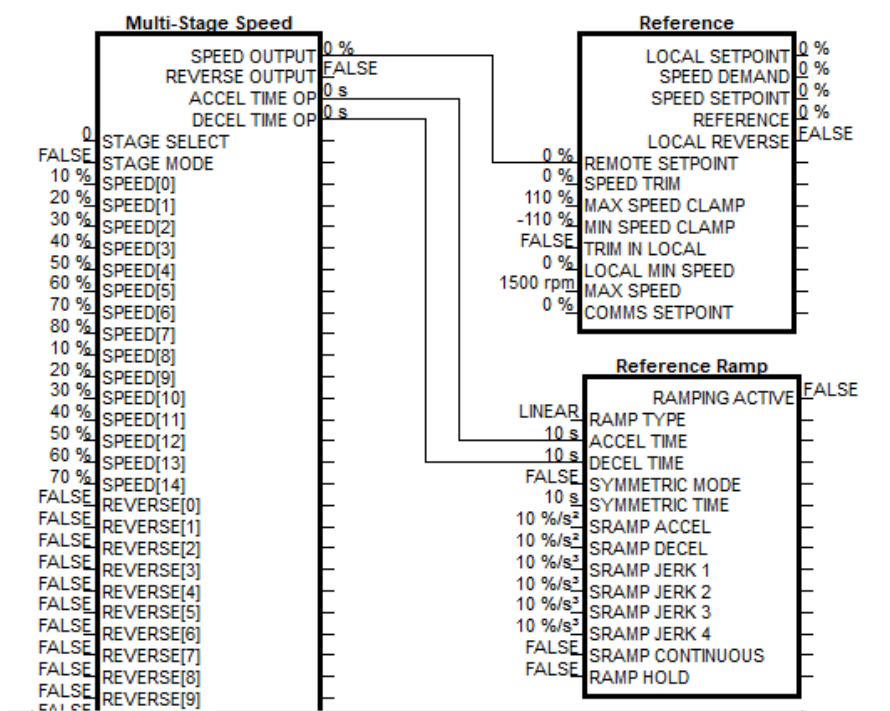 Multi-Stage Speed
SPEED OUTPUT 0 %
REVERSE OUTPUT FALSE
ACCEL TIME OP 0 s
DECEL TIME OP 0 s
0 STAGE SELECT
FALSE STAGE MODE
10 % SPEED[0]
20 % SPEED[1]
30 % SPEED[2]
40 % SPEED[3]
50 % SPEED[4]
60 % SPEED[5]
70 % SPEED[6]
80 % SPEED[7]
10 % SPEED[8]
20 % SPEED[9]
30 % SPEED[10]
40 % SPEED[11]
50 % SPEED[12]
60 % SPEED[13]
70 % SPEED[14]
FALSE REVERSE[0]
FALSE REVERSE[1]
FALSE REVERSE[2]
FALSE REVERSE[3]
FALSE REVERSE[4]
FALSE REVERSE[5]
FALSE REVERSE[6]
FALSE REVERSE[7]
FALSE REVERSE[8]
FALSE REVERSE[9]
FALSE
Reference
LOCAL SETPOINT 0 %
SPEED DEMAND 0 %
SPEED SETPOINT 0 %
REFERENCE 0 %
LOCAL REVERSE FALSE
0 % REMOTE SETPOINT
0 % SPEED TRIM
110 % MAX SPEED CLAMP
-110 % MIN SPEED CLAMP
FALSE TRIM IN LOCAL
0 % LOCAL MIN SPEED
1500 rpm MAX SPEED
0 % COMMS SETPOINT
Reference Ramp
RAMPING ACTIVE FALSE
LINEAR RAMP TYPE
10 s ACCEL TIME
10 s DECEL TIME
FALSE SYMMETRIC MODE
10 s SYMMETRIC TIME
10 %/s² SRAMP ACCEL
10 %/s² SRAMP DECEL
10 %/s³ SRAMP JERK 1
10 %/s³ SRAMP JERK 2
10 %/s³ SRAMP JERK 3
10 %/s³ SRAMP JERK 4
FALSE SRAMP CONTINUOUS
FALSE RAMP HOLD